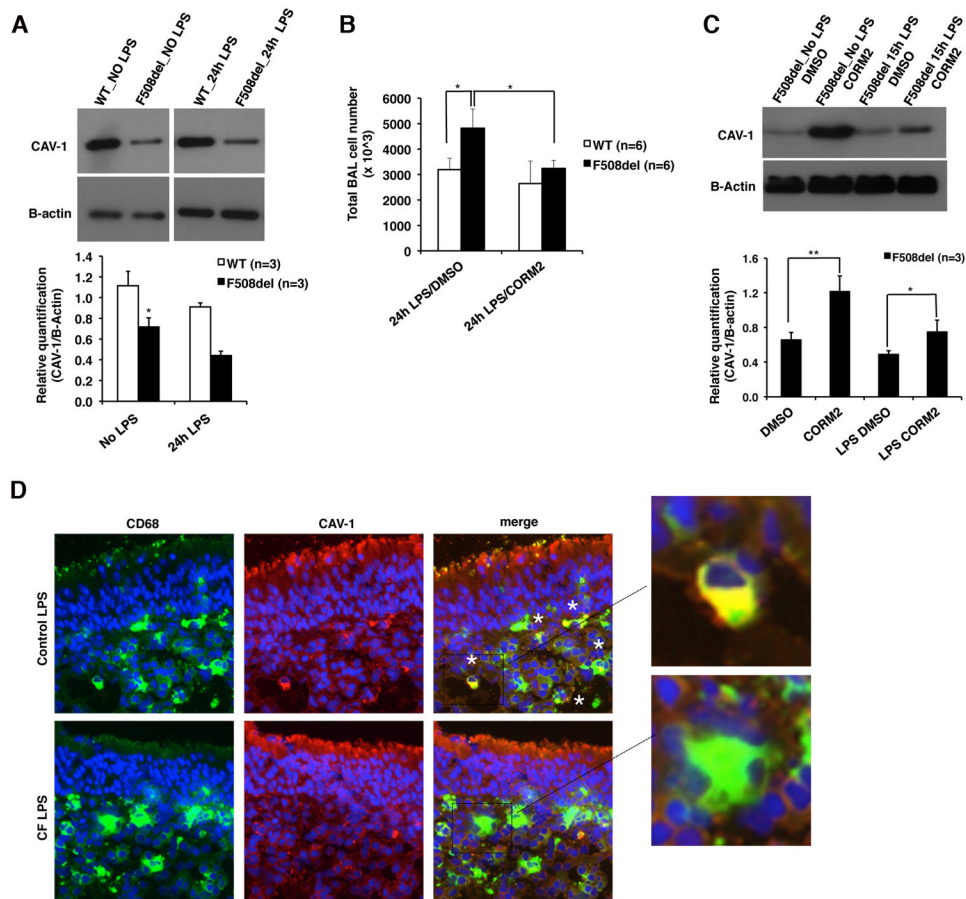 A
WT_NO LPS
F508del_NO LPS
WT_24h LPS
F508del_24h LPS
CAV-1
B-actin
Relative quantification
(CAV-1/B-Actin)
1.4
1.2
1.0
0.8
0.6
0.4
0.2
0.0
WT (n=3)
F508del (n=3)
*
No LPS
24h LPS
B
Total BAL cell number
(x 10^3)
6000
5000
4000
3000
2000
1000
0
*
*
WT (n=6)
F508del (n=6)
24h LPS/DMSO
24h LPS/CORM2
C
F508del_No LPS
DMSO
F508del_No LPS
CORM2
F508del 15h LPS
DMSO
F508del 15h LPS
CORM2
CAV-1
B-Actin
Relative quantification
(CAV-1/B-actin)
1.6
1.2
0.8
0.4
0.0
F508del (n=3)
**
*
DMSO
CORM2
LPS DMSO
LPS CORM2
D
CD68
CAV-1
merge
Control LPS
*
*
*
*
*
CF LPS